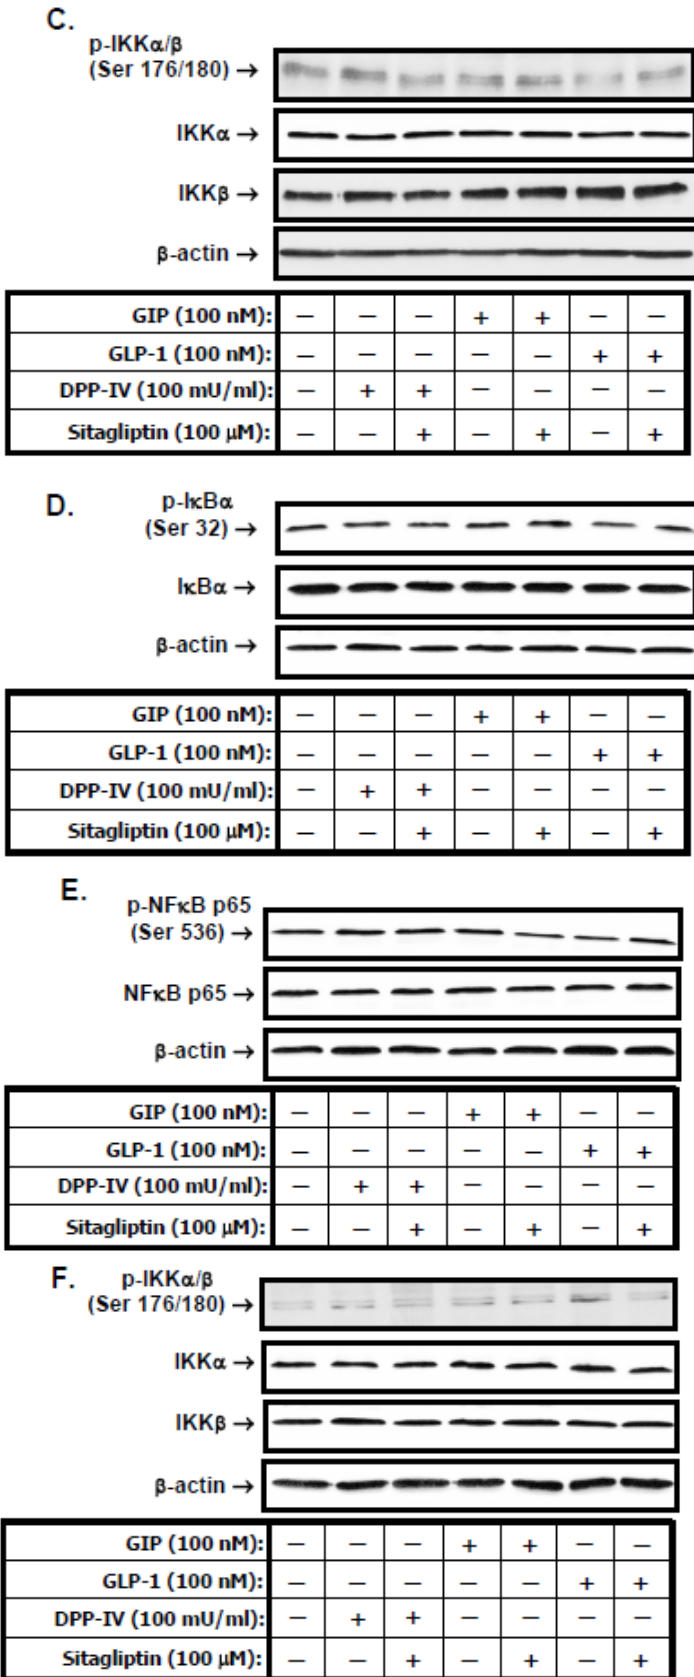 C.
p-IKKα/β
(Ser 176/180) →
IKKα →
IKKβ →
β-actin →
GIP (100 nM): − − − + + − −
GLP-1 (100 nM): − − − − − + +
DPP-IV (100 mU/ml): − + + − − − −
Sitagliptin (100 μM): − − + − + − +
D.
p-IκBα
(Ser 32) →
IκBα →
β-actin →
GIP (100 nM): − − − + + − −
GLP-1 (100 nM): − − − − − + +
DPP-IV (100 mU/ml): − + + − − − −
Sitagliptin (100 μM): − − + − + − +
E.
p-NFκB p65
(Ser 536) →
NFκB p65 →
β-actin →
GIP (100 nM): − − − + + − −
GLP-1 (100 nM): − − − − − + +
DPP-IV (100 mU/ml): − + + − − − −
Sitagliptin (100 μM): − − + − + − +
F.
p-IKKα/β
(Ser 176/180) →
IKKα →
IKKβ →
β-actin →
GIP (100 nM): − − − + + − −
GLP-1 (100 nM): − − − − − + +
DPP-IV (100 mU/ml): − + + − − − −
Sitagliptin (100 μM): − − + − + − +